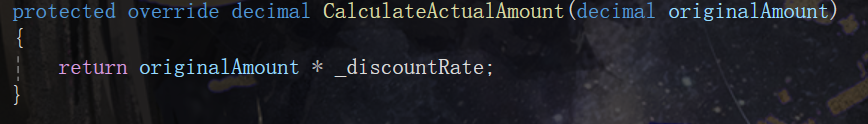 protected override decimal CalculateActualAmount(decimal originalAmount)
{
    return originalAmount * _discountRate;
}